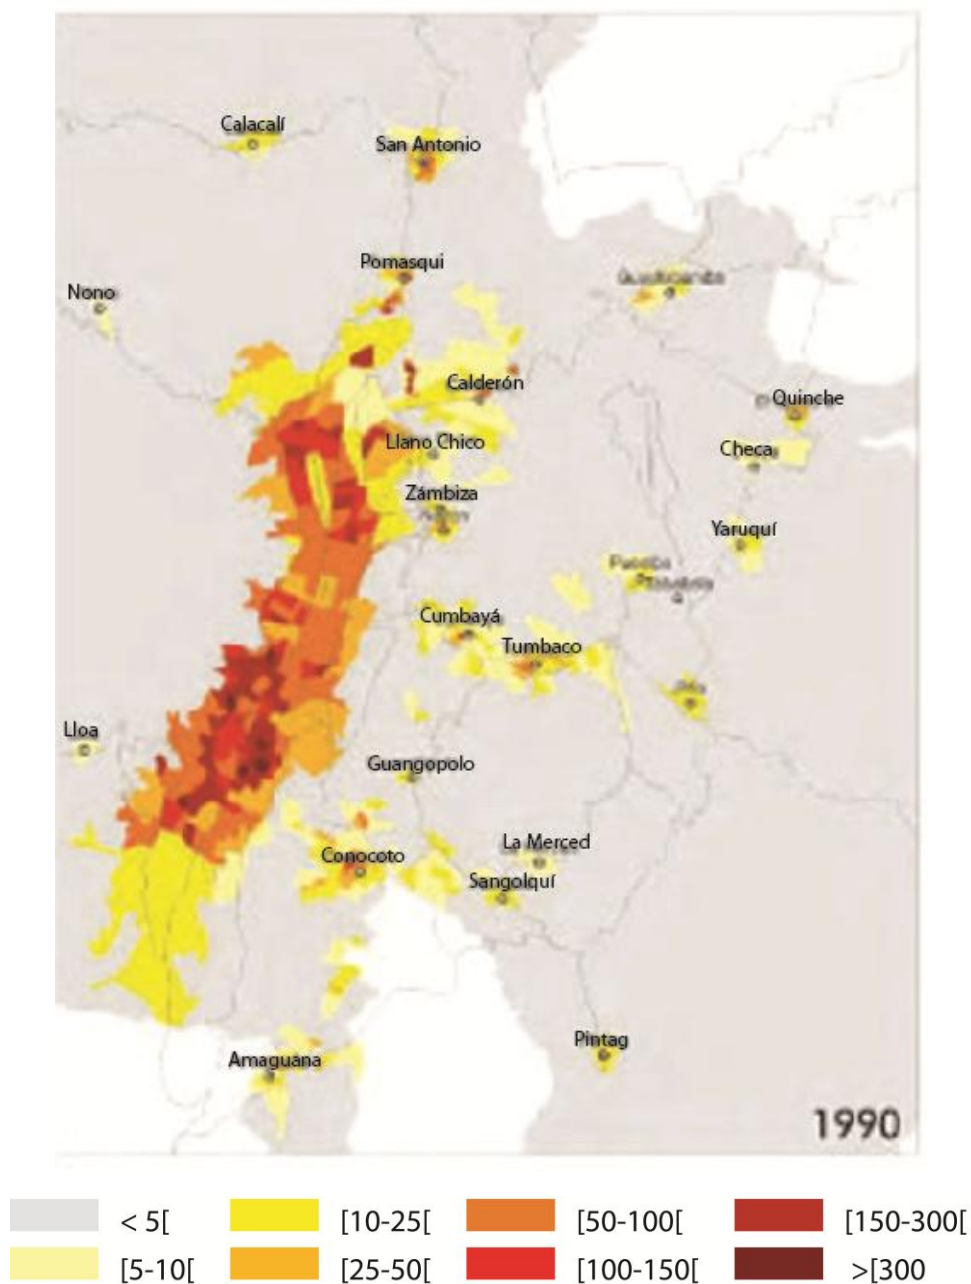 Calacalí
San Antonio
Pomasqui
Nono
Calderón
Quinche
Llano Chico
Checa
Zámbiza
Yaruquí
Cumbayá
Tumbaco
Lloa
Guangopolo
La Merced
Conocoto
Sangolquí
Pintag
Amaguana
1990
< 5[ [10-25[ [50-100[ [150-300[
[5-10[ [25-50[ [100-150[ >[300